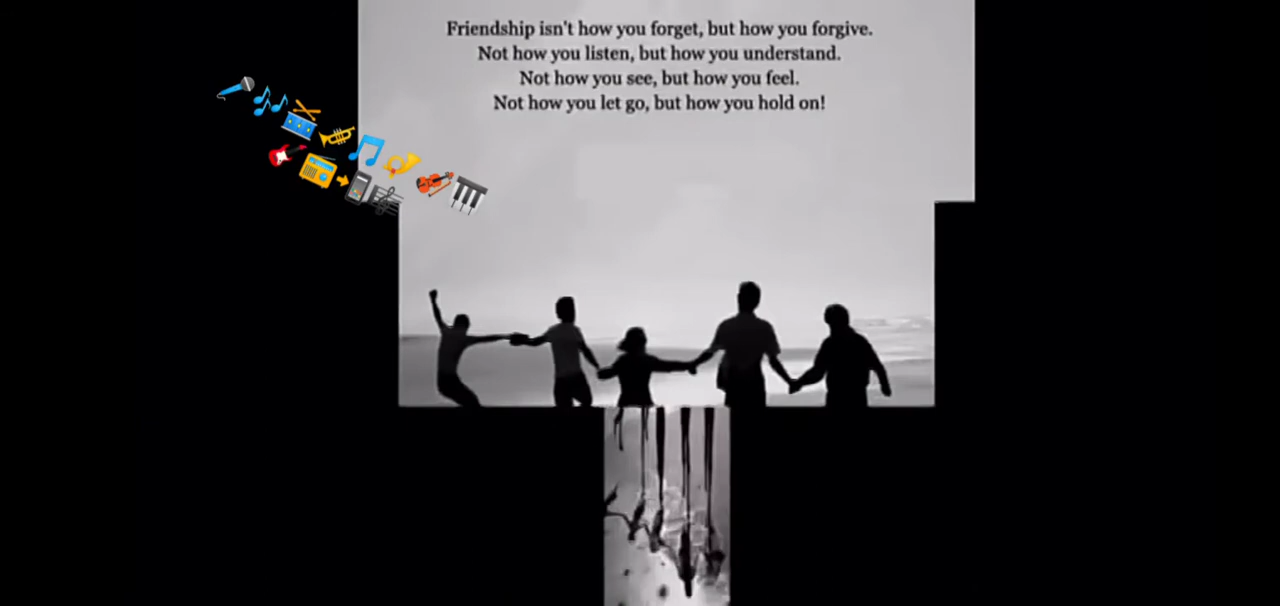 Friendship isn't how you forget, but how you forgive.
Not how you listen, but how you understand.
Not how you see, but how you feel.
Not how you let go, but how you hold on!